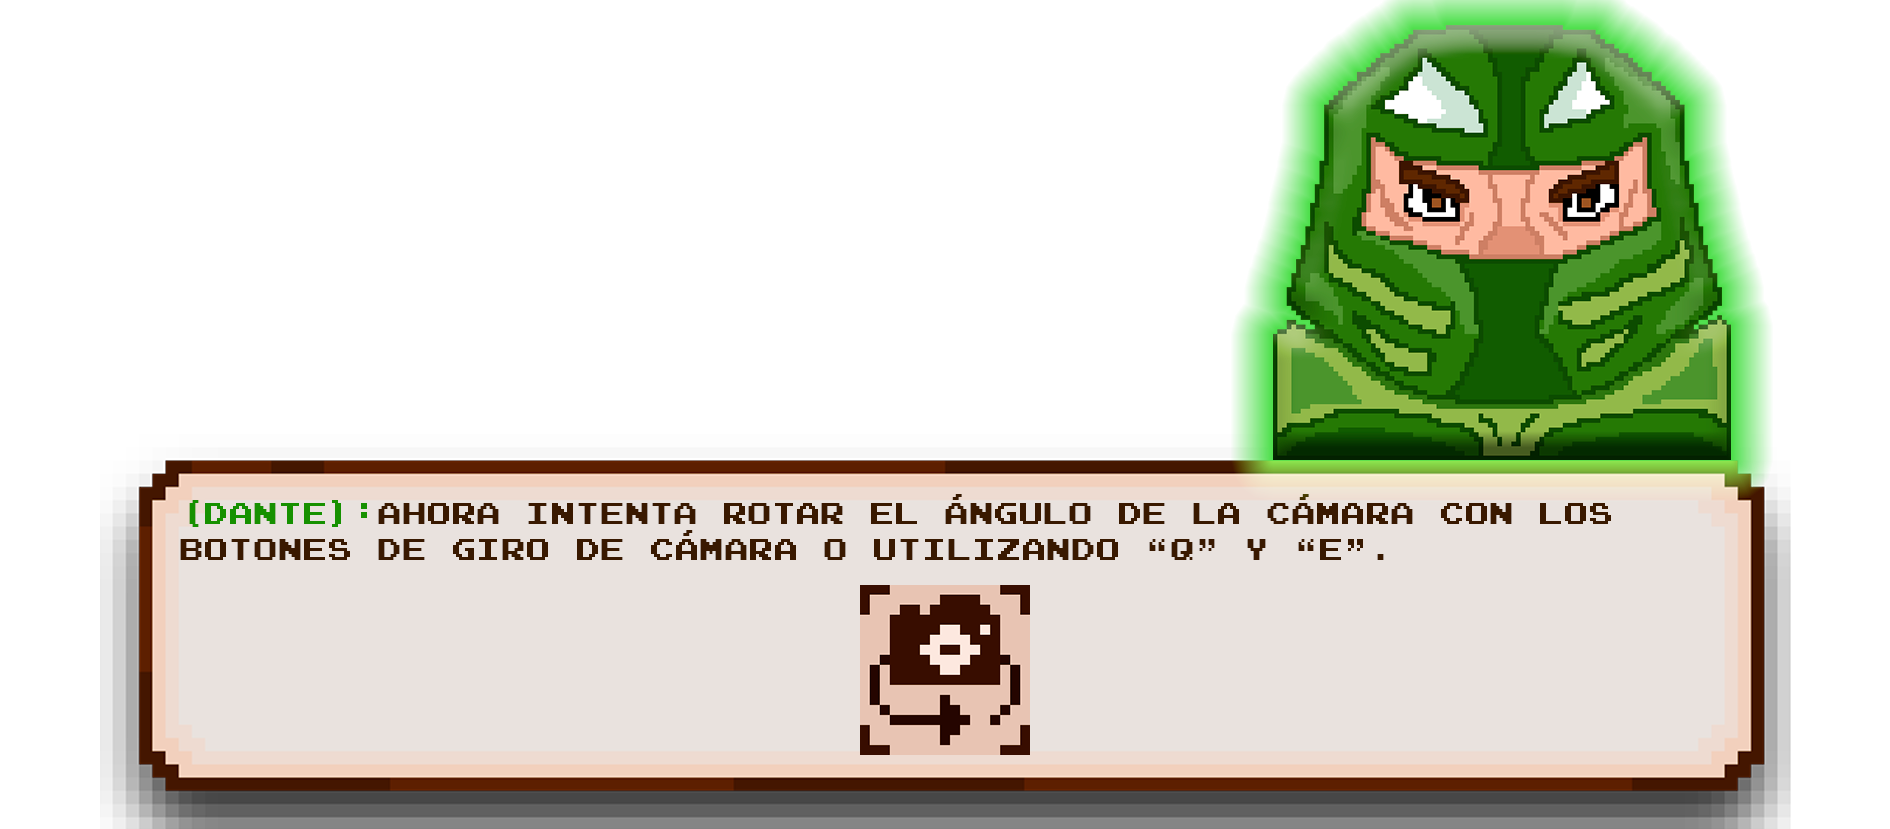 (DANTE):AHORA INTENTA ROTAR EL ÁNGULO DE LA CÁMARA CON LOS
BOTONES DE GIRO DE CÁMARA O UTILIZANDO “Q” Y “E”.